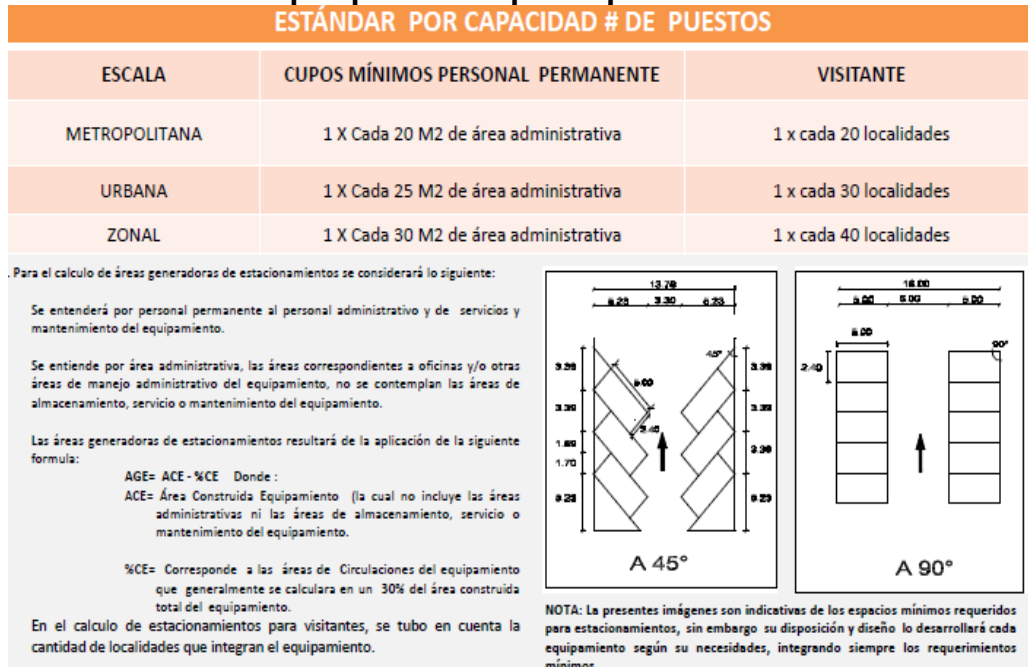 ESTÁNDAR POR CAPACIDAD # DE PUESTOS
ESCALA CUPOS MÍNIMOS PERSONAL PERMANENTE VISITANTE
METROPOLITANA 1 X Cada 20 M2 de área administrativa 1 x cada 20 localidades
URBANA 1 X Cada 25 M2 de área administrativa 1 x cada 30 localidades
ZONAL 1 X Cada 30 M2 de área administrativa 1 x cada 40 localidades
. Para el calculo de áreas generadoras de estacionamientos se considerará lo siguiente:
Se entenderá por personal permanente al personal administrativo y de servicios y
mantenimiento del equipamiento.
Se entiende por área administrativa, las áreas correspondientes a oficinas y/o otras
áreas de manejo administrativo del equipamiento, no se contemplan las áreas de
almacenamiento, servicio o mantenimiento del equipamiento.
Las áreas generadoras de estacionamientos resultará de la aplicación de la siguiente
formula:
AGE= ACE - %CE Donde :
ACE= Área Construida Equipamiento (la cual no incluye las áreas
administrativas ni las áreas de almacenamiento, servicio o
mantenimiento del equipamiento.
%CE= Corresponde a las áreas de Circulaciones del equipamiento
que generalmente se calculara en un 30% del área construida
total del equipamiento.
En el calculo de estacionamientos para visitantes, se tubo en cuenta la
cantidad de localidades que integran el equipamiento.
3.30
45°
5.00
3.39
3.39
1.70
A 45°
16.00
5.00 5.00
5.00
90°
2.40
A 90°
NOTA: La presentes imágenes son indicativas de los espacios mínimos requeridos
para estacionamientos, sin embargo su disposición y diseño lo desarrollará cada
equipamiento según su necesidades, integrando siempre los requerimientos
mínimos